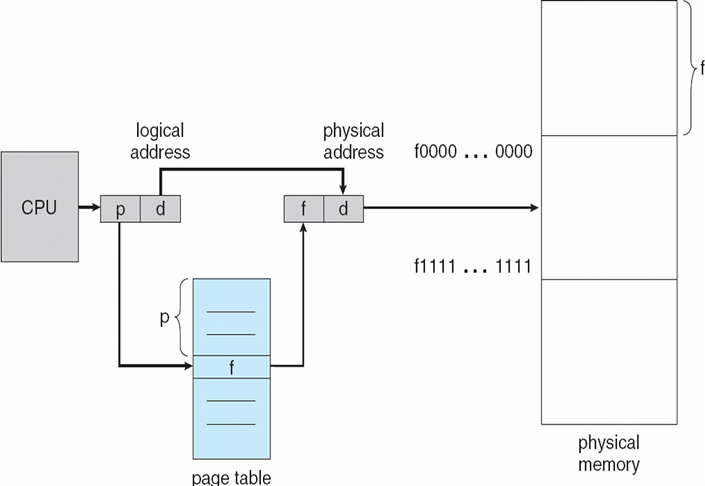 f
logical
address
physical
address
f0000 ... 0000
CPU
p
d
f
d
f1111 ... 1111
p
f
page table
physical
memory